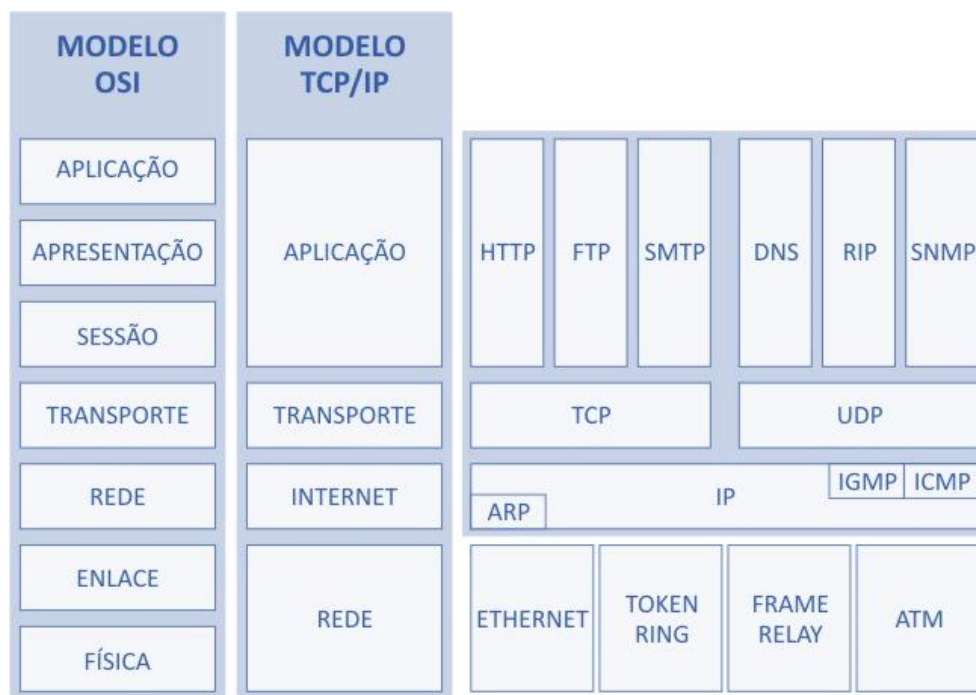 MODELO
OSI
MODELO
TCP/IP
APLICAÇÃO
APRESENTAÇÃO
SESSÃO
TRANSPORTE
REDE
ENLACE
FÍSICA
APLICAÇÃO
TRANSPORTE
INTERNET
REDE
HTTP
FTP
SMTP
DNS
RIP
SNMP
TCP
UDP
IP
IGMP
ICMP
ARP
ETHERNET
TOKEN
RING
FRAME
RELAY
ATM